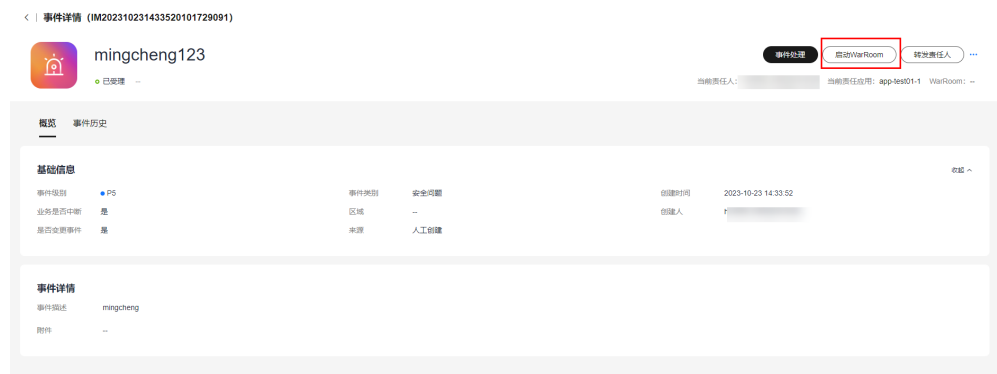 事件详情（IM20231023143352010172909​1）
mingcheng123
事件处理 启动WarRoom 转发责任人 ...
已受理 --
当前责任人： 当前责任应用：app-test01-1 WarRoom：--
概览 事件历史
基础信息 收起
事件级别 P5 事件类别 安全问题 创建时间 2023-10-23 14:33:52
业务是否中断 是 区域 -- 创建人
是否变更事件 是 来源 人工创建
事件详情
事件描述 mingcheng
附件 --